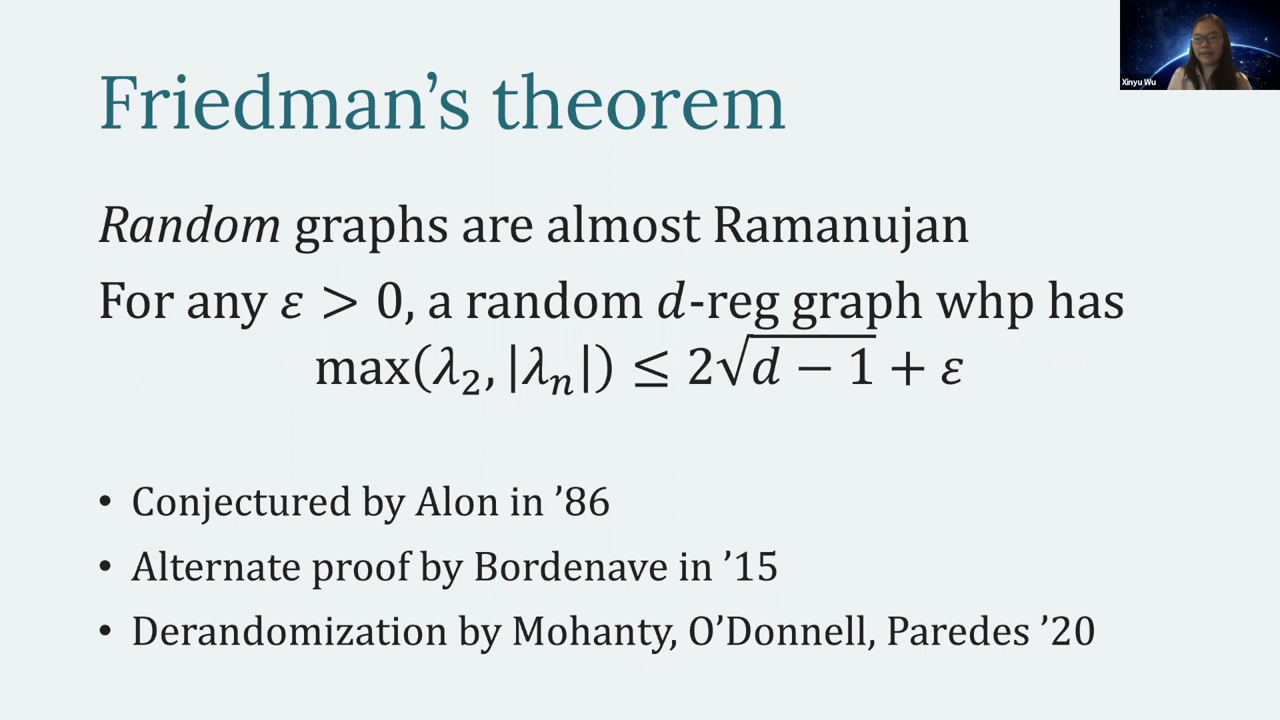 Friedman’s theorem
Xinyu Wu
Random graphs are almost Ramanujan
For any ε > 0, a random d-reg graph whp has
max(λ₂, |λₙ|) ≤ 2√(d − 1) + ε
• Conjectured by Alon in ’86
• Alternate proof by Bordenave in ’15
• Derandomization by Mohanty, O’Donnell, Paredes ’20